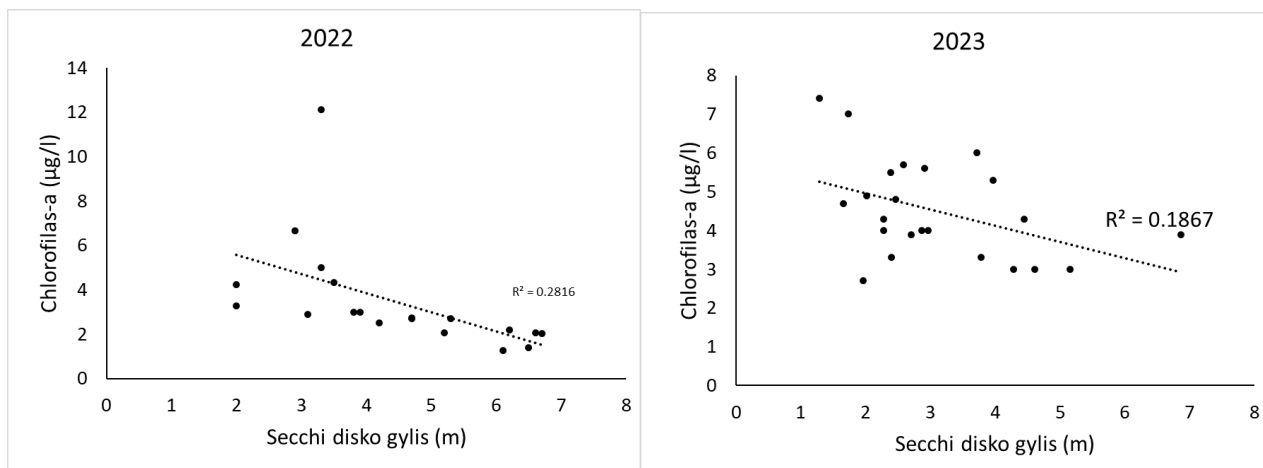 2022
14
12
10
8
6
4
2
0
Chlorofilas-a (µg/l)
R² = 0.2816
0 1 2 3 4 5 6 7 8
Secchi disko gylis (m)
2023
8
7
6
5
4
3
2
1
0
Chlorofilas-a (µg/l)
R² = 0.1867
0 1 2 3 4 5 6 7 8
Secchi disko gylis (m)